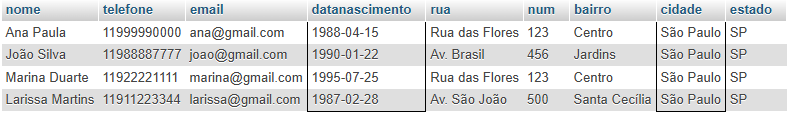 nome telefone email datanascimento rua num bairro cidade estado
Ana Paula 11999990000 ana@gmail.com 1988-04-15 Rua das Flores 123 Centro São Paulo SP
João Silva 11988887777 joao@gmail.com 1990-01-22 Av. Brasil 456 Jardins São Paulo SP
Marina Duarte 11922221111 marina@gmail.com 1995-07-25 Rua das Flores 123 Centro São Paulo SP
Larissa Martins 11911223344 larissa@gmail.com 1987-02-28 Av. São João 500 Santa Cecília São Paulo SP